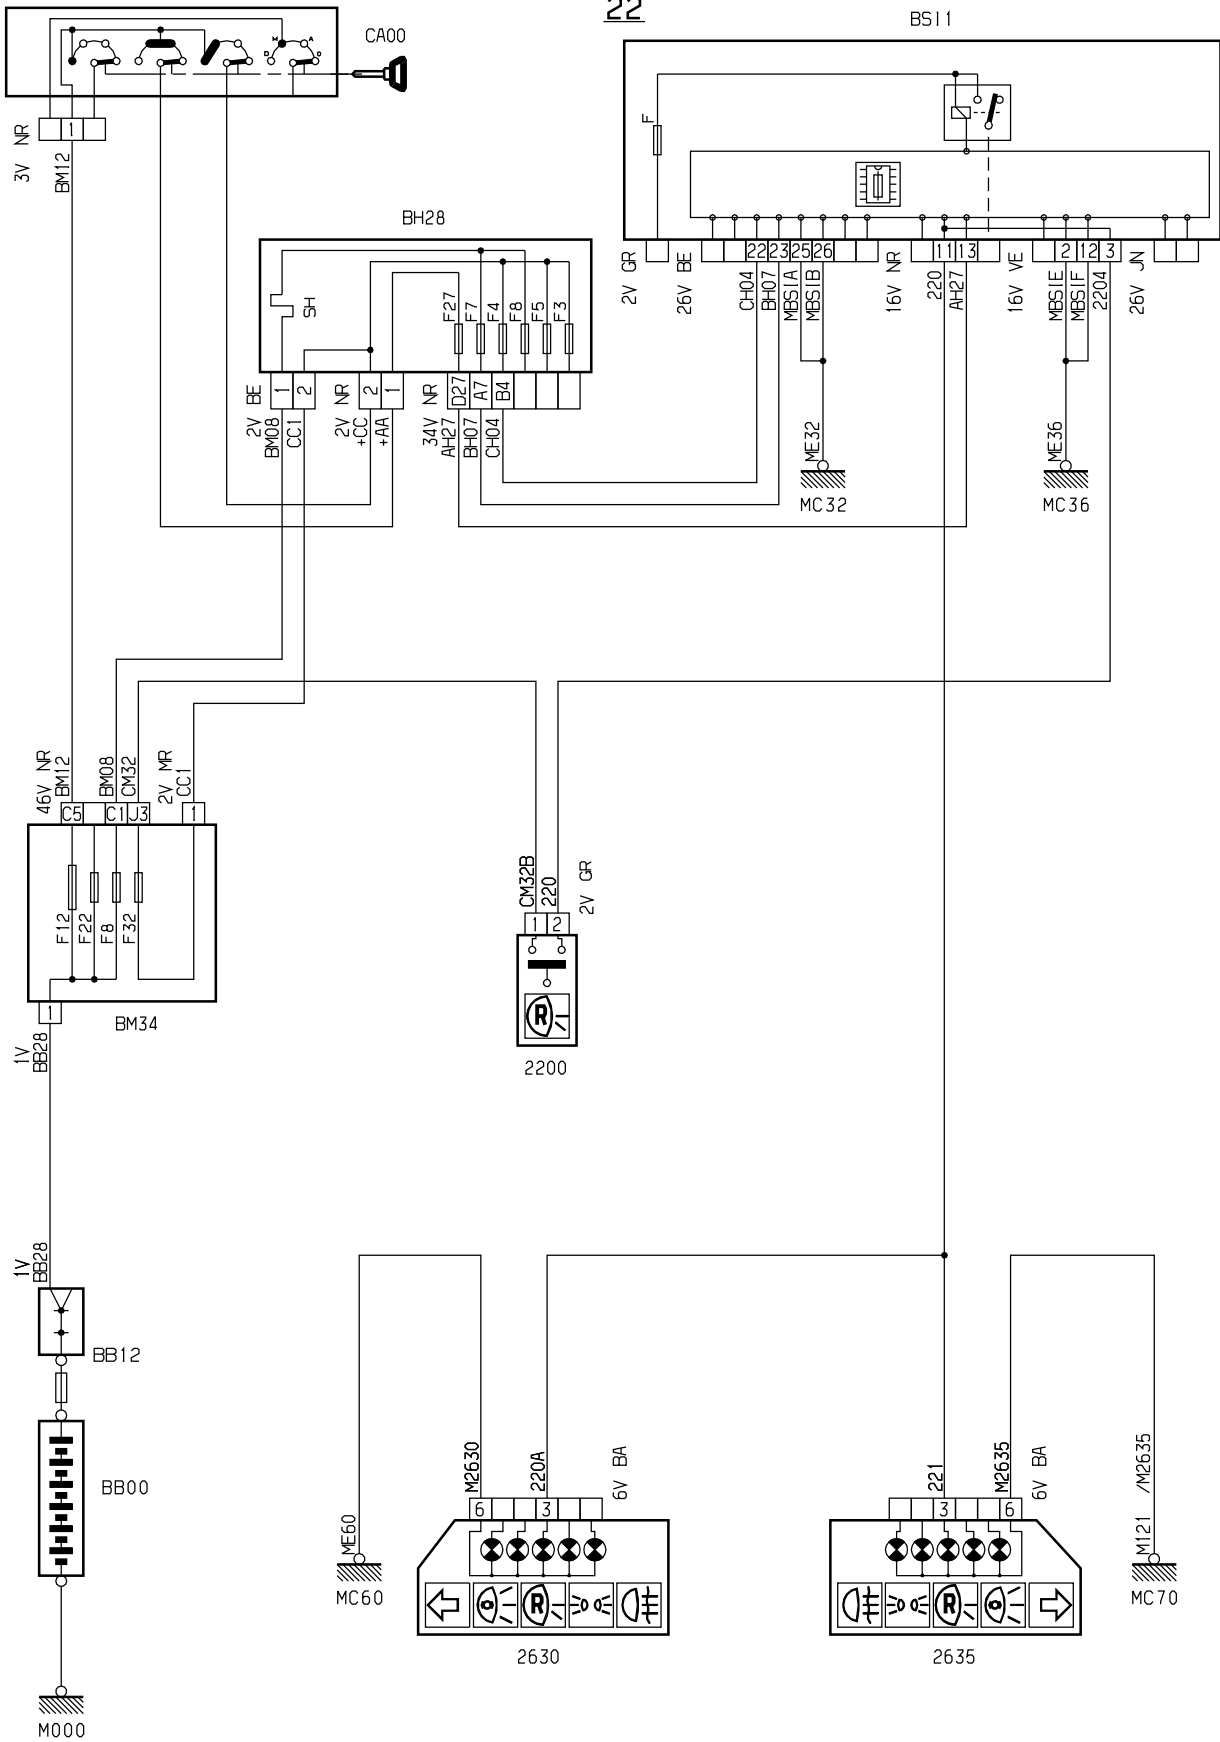 22
BSI1
CA00
M
A
D
O
F
1
3V NR
BM12
BH28
SH
F27
F7
F4
F8
F5
F3
22
23
25
26
11
13
2
12
3
2V GR
26V BE
CH04
BH07
MBSIA
MBSIB
16V NR
220
AH27
16V VE
MBSIE
MBSIF
2204
26V JN
1
2
2
1
D27
A7
B4
2V BE
BM08
CC1
2V NR
+CC
+AA
34V NR
AH27
BH07
CH04
ME32
MC32
ME36
MC36
46V NR
BM12
BM08
CM32
2V MR
CC1
C5
C1
J3
1
F12
F22
F8
F32
1
BM34
1V
BB28
CM32B
220
2V GR
1
2
R
2200
1V
BB28
BB12
BB00
M000
M2630
220A
6V BA
6
3
ME60
MC60
R
2630
221
M2635
6V BA
3
6
M121 /M2635
MC70
R
2635